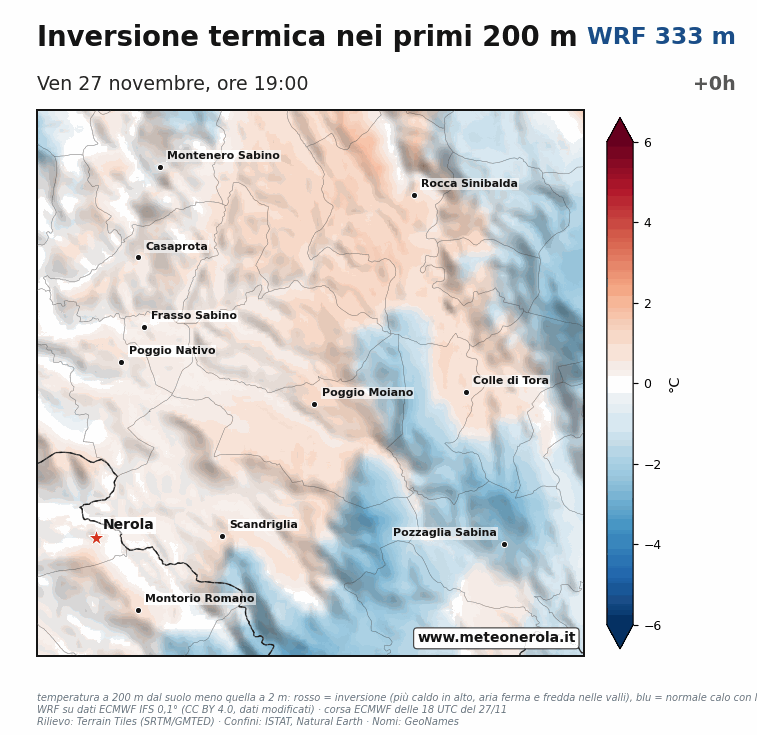 Inversione termica nei primi 200 m WRF 333 m
Ven 27 novembre, ore 19:00 +0h
Montenero Sabino
Rocca Sinibalda
Casaprota
Frasso Sabino
Poggio Nativo
Colle di Tora
Poggio Moiano
Nerola
Scandriglia
Pozzaglia Sabina
Montorio Romano
www.meteonerola.it
6
4
2
0
−2
−4
−6
°C
temperatura a 200 m dal suolo meno quella a 2 m: rosso = inversione (più caldo in alto, aria ferma e fredda nelle valli), blu = normale calo con
WRF su dati ECMWF IFS 0,1° (CC BY 4.0, dati modificati) · corsa ECMWF delle 18 UTC del 27/11
Rilievo: Terrain Tiles (SRTM/GMTED) · Confini: ISTAT, Natural Earth · Nomi: GeoNames